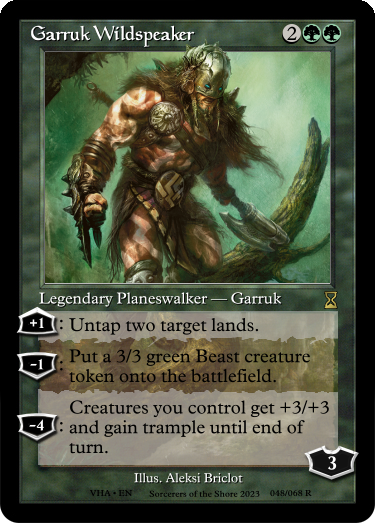 Garruk Wildspeaker 2
Legendary Planeswalker — Garruk
+1: Untap two target lands.
-1: Put a 3/3 green Beast creature
token onto the battlefield.
-4: Creatures you control get +3/+3
and gain trample until end of
turn.
3
Illus. Aleksi Briclot
VHA • EN Sorcerers of the Shore 2023 048/068 R